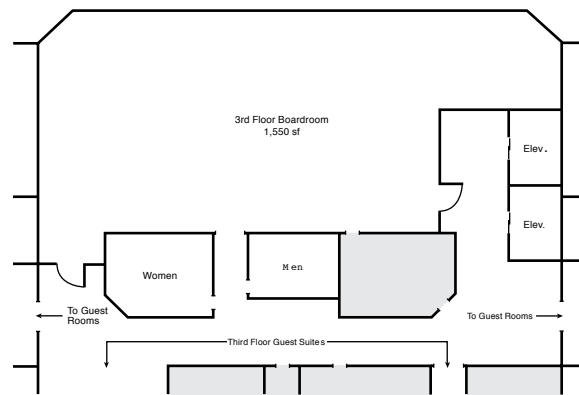 3rd Floor Boardroom
1,550 sf
Elev.
Elev.
Women
Men
To Guest
Rooms
To Guest Rooms
Third Floor Guest Suites